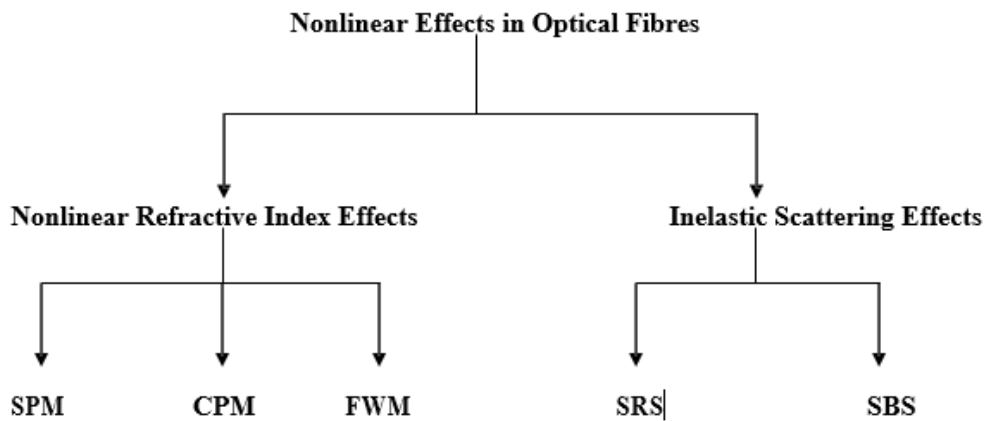 Nonlinear Effects in Optical Fibres
Nonlinear Refractive Index Effects Inelastic Scattering Effects
SPM CPM FWM SRS SBS